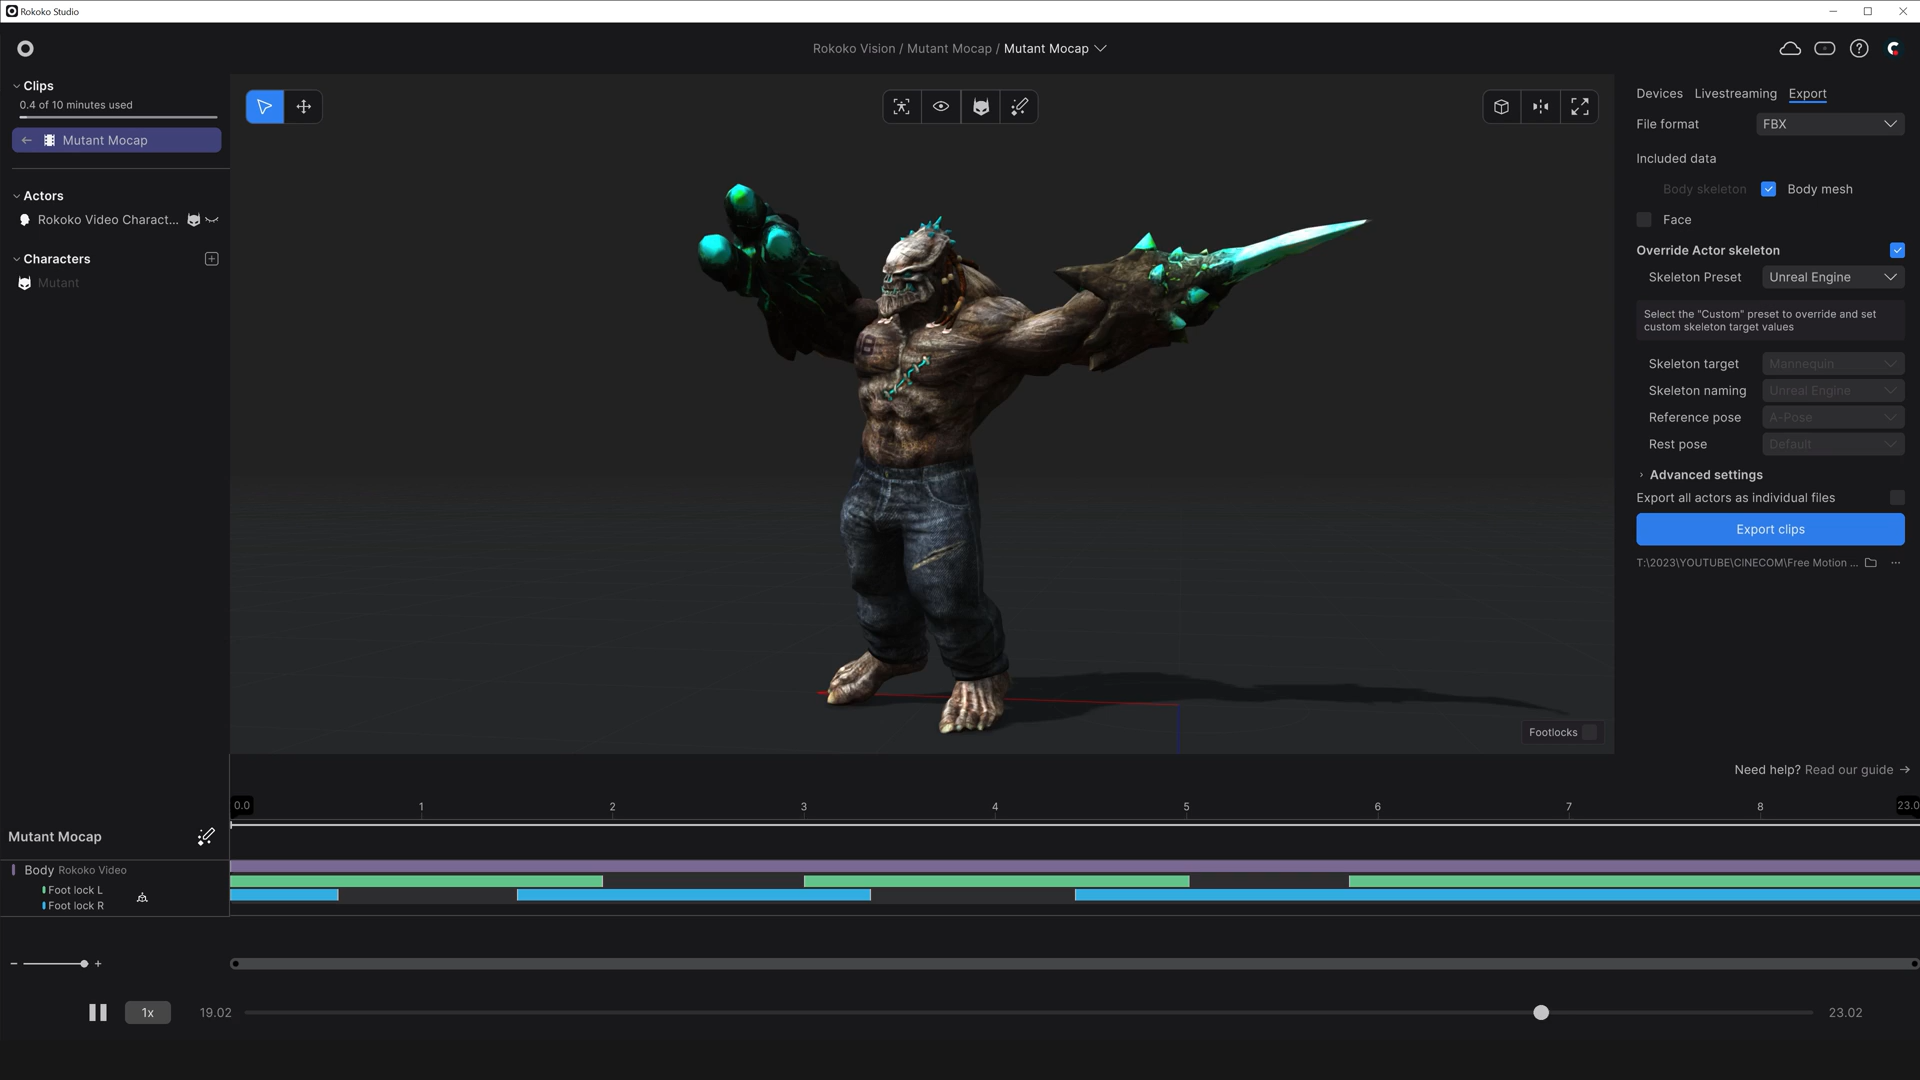 Rokoko Studio
Rokoko Vision / Mutant Mocap / Mutant Mocap
Clips
0.4 of 10 minutes used
Mutant Mocap
Actors
Rokoko Video Charact...
Characters
Mutant
Devices Livestreaming Export
File format FBX
Included data
Body skeleton Body mesh
Face
Override Actor skeleton
Skeleton Preset Unreal Engine
Select the "Custom" preset to override and set
custom skeleton target values
Skeleton target Mannequin
Skeleton naming Unreal Engine
Reference pose A-Pose
Rest pose Default
Advanced settings
Export all actors as individual files
Export clips
T:\2023\YOUTUBE\CINECOM\Free Motion ...
Footlocks
Need help? Read our guide →
0.0 1 2 3 4 5 6 7 8 23.0
Mutant Mocap
Body Rokoko Video
Foot lock L
Foot lock R
1x 19.02 23.02